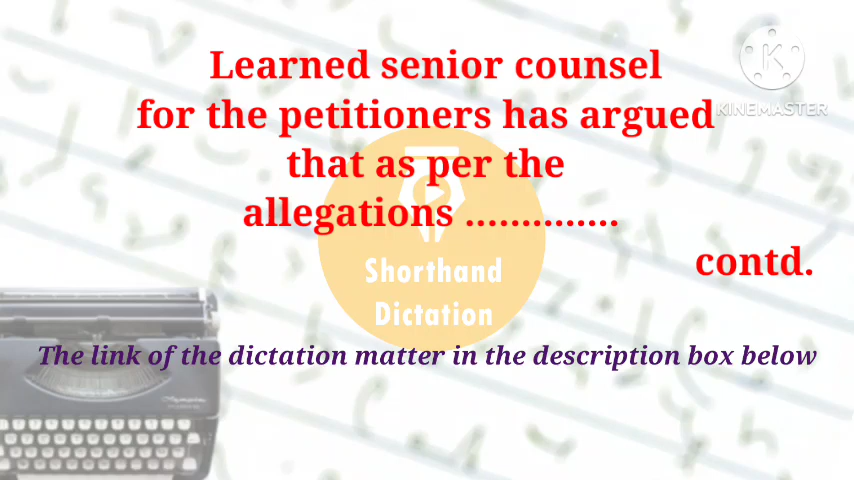 Learned senior counsel
for the petitioners has argued
that as per the
allegations ..............
contd.
KINEMASTER
Shorthand
Dictation
The link of the dictation matter in the description box below